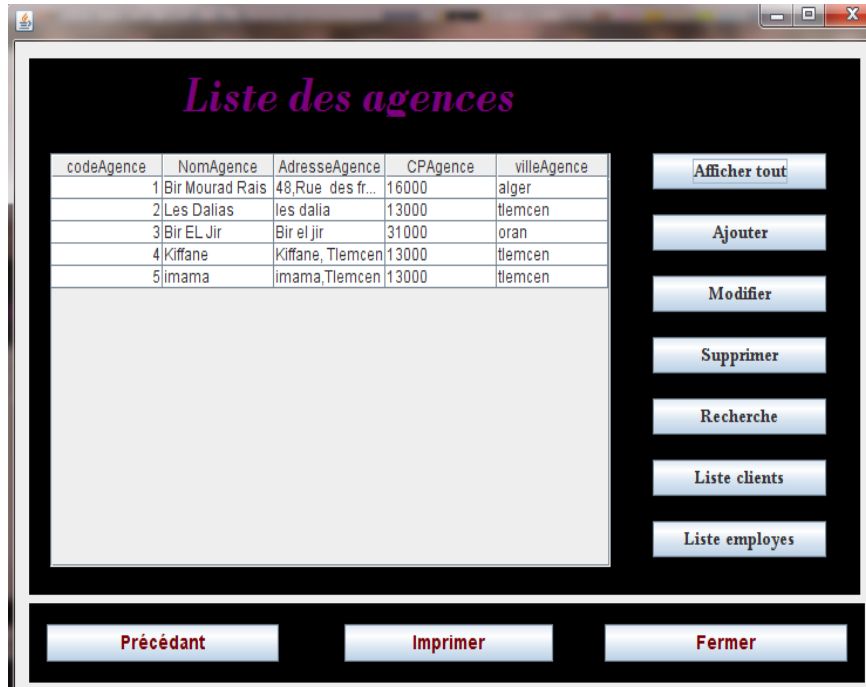 Liste des agences
codeAgence NomAgence AdresseAgence CPAgence villeAgence
1 Bir Mourad Rais 48,Rue des fr... 16000 alger
2 Les Dalias les dalia 13000 tlemcen
3 Bir EL Jir Bir el jir 31000 oran
4 Kiffane Kiffane, Tlemcen 13000 tlemcen
5 imama imama,Tlemcen 13000 tlemcen
Afficher tout
Ajouter
Modifier
Supprimer
Recherche
Liste clients
Liste employes
Précédant Imprimer Fermer